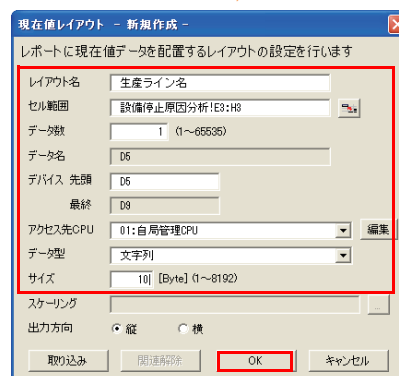 現在値レイアウト - 新規作成 -
レポートに現在値データを配置するレイアウトの設定を行います
レイアウト名 生産ライン名
セル範囲 設備停止原因分析!E3:H3
データ数 1 (1~65535)
データ名 D5
デバイス 先頭 D5
最終 D9
アクセス先CPU 01:自局管理CPU 編集
データ型 文字列
サイズ 10 [Byte] (1~8192)
スケーリング ...
出力方向 縦 横
取り込み 関連解除 OK キャンセル